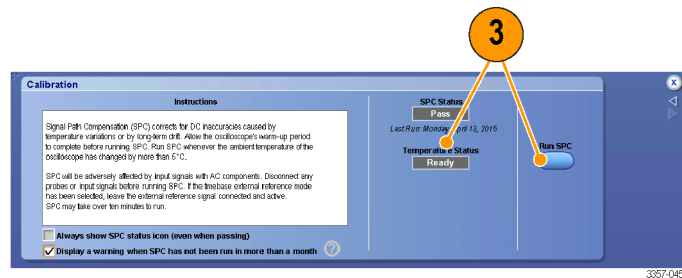 3
Calibration
x
Instructions
Signal Path Compensation (SPC) corrects for DC inaccuracies caused by
temperature variations or by long-term drift. Allow the oscilloscope's warm-up period
to complete before running SPC. Run SPC whenever the ambient temperature of the
oscilloscope has changed by more than 5°C.
SPC will be adversely affected by input signals with AC components. Disconnect any
probes or input signals before running SPC. If the timebase external reference mode
has been selected, leave the external reference signal connected and active.
SPC may take over ten minutes to run.
Always show SPC status icon (even when passing)
Display a warning when SPC has not been run in more than a month
?
SPC Status
Pass
Last Run: Monday, April 13, 2015
Temperature Status
Ready
Run SPC
3357-045